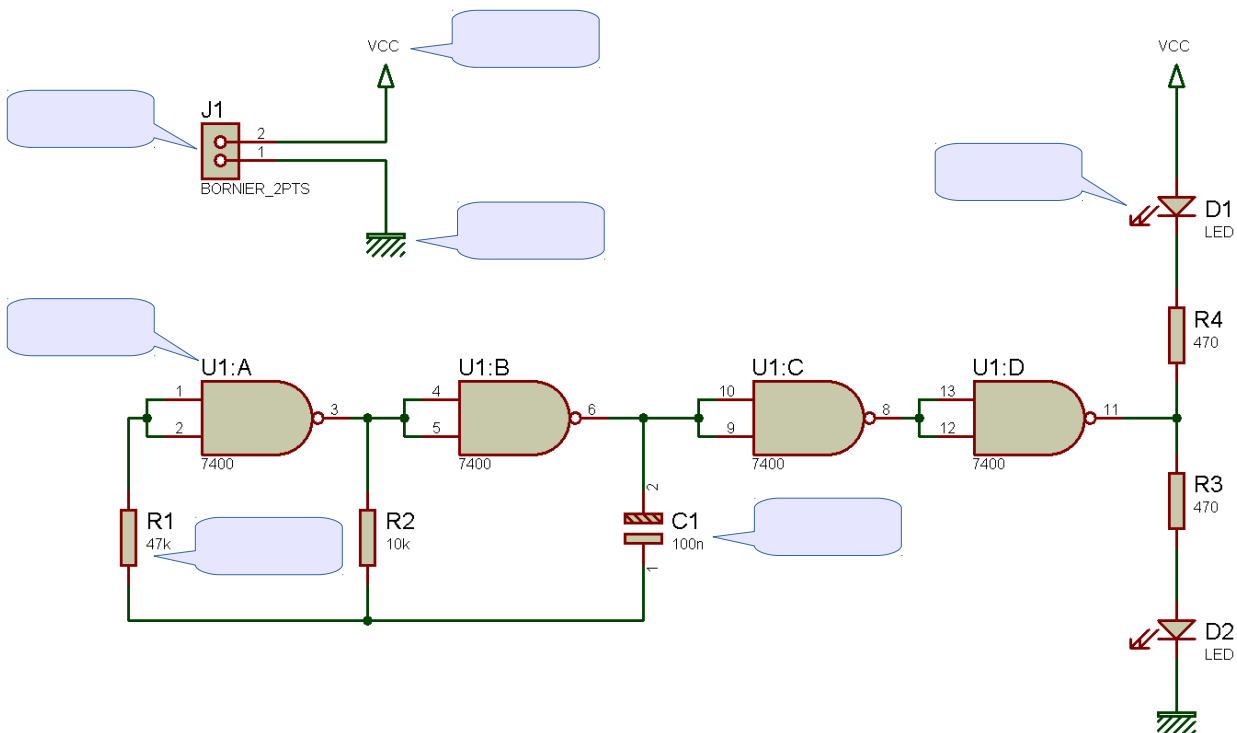 VCC
VCC
J1
2
1
BORNIER_2PTS
D1
LED
R4
470
U1:A
U1:B
U1:C
U1:D
1
2
3
4
5
6
10
9
8
13
12
11
7400
7400
7400
7400
R3
470
R1
47k
R2
10k
2
C1
100n
1
D2
LED